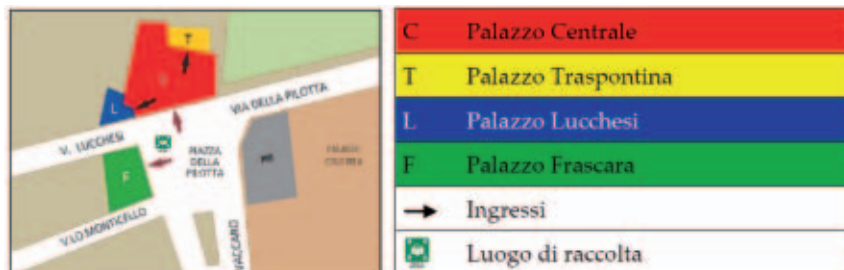 T
L
VIA DELLA PILOTTA
V. LUCCHESI
PIAZZA
DELLA
PILOTTA
F
V.LO MONTICELLO
VACCARO
C Palazzo Centrale
T Palazzo Traspontina
L Palazzo Lucchesi
F Palazzo Frascara
Ingressi
Luogo di raccolta